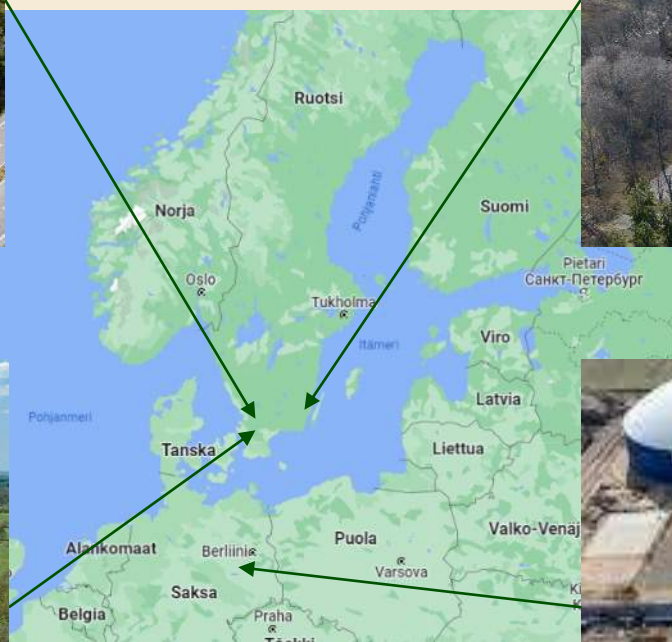 Ruotsi
Norja
Pohjanlahti
Suomi
Pietari
Санкт-Петербург
Oslo
Tukholma
Viro
Itämeri
Latvia
Pohjanmeri
Tanska
Liettua
Valko-Venäj
Alankomaat
Berliini
Puola
Varsova
Saksa
Belgia
Praha